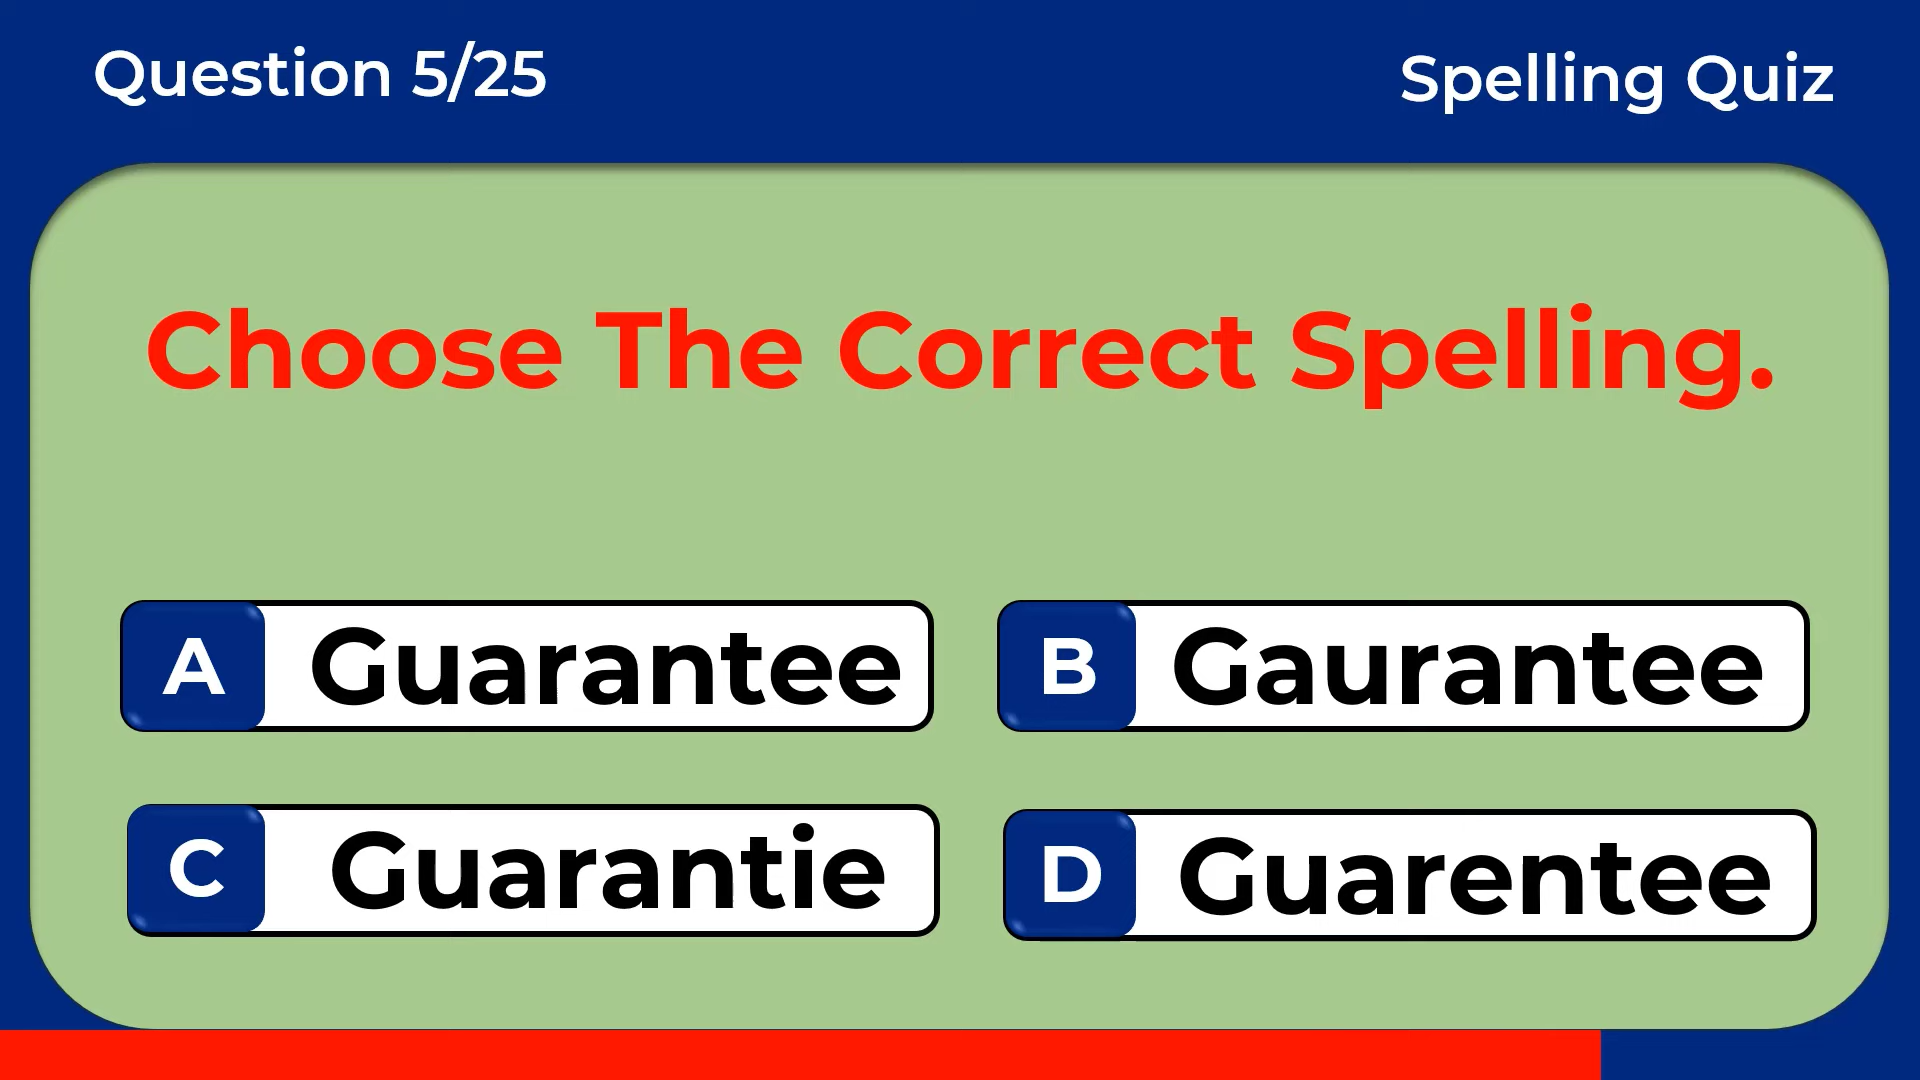 Question 5/25
Spelling Quiz
Choose The Correct Spelling.
A Guarantee
B Gaurantee
C Guarantie
D Guarentee